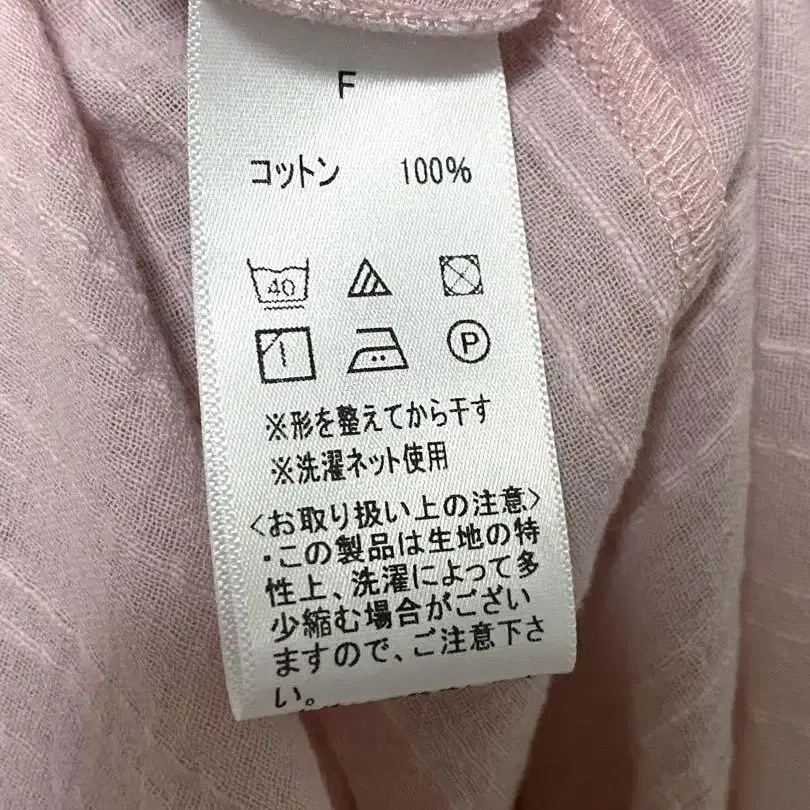 F
コットン 100%
40
P
※形を整えてから干す
※洗濯ネット使用
〈お取り扱い上の注意〉
・この製品は生地の特
性上、洗濯によって多
少縮む場合がござい
ますので、ご注意下さ
い。